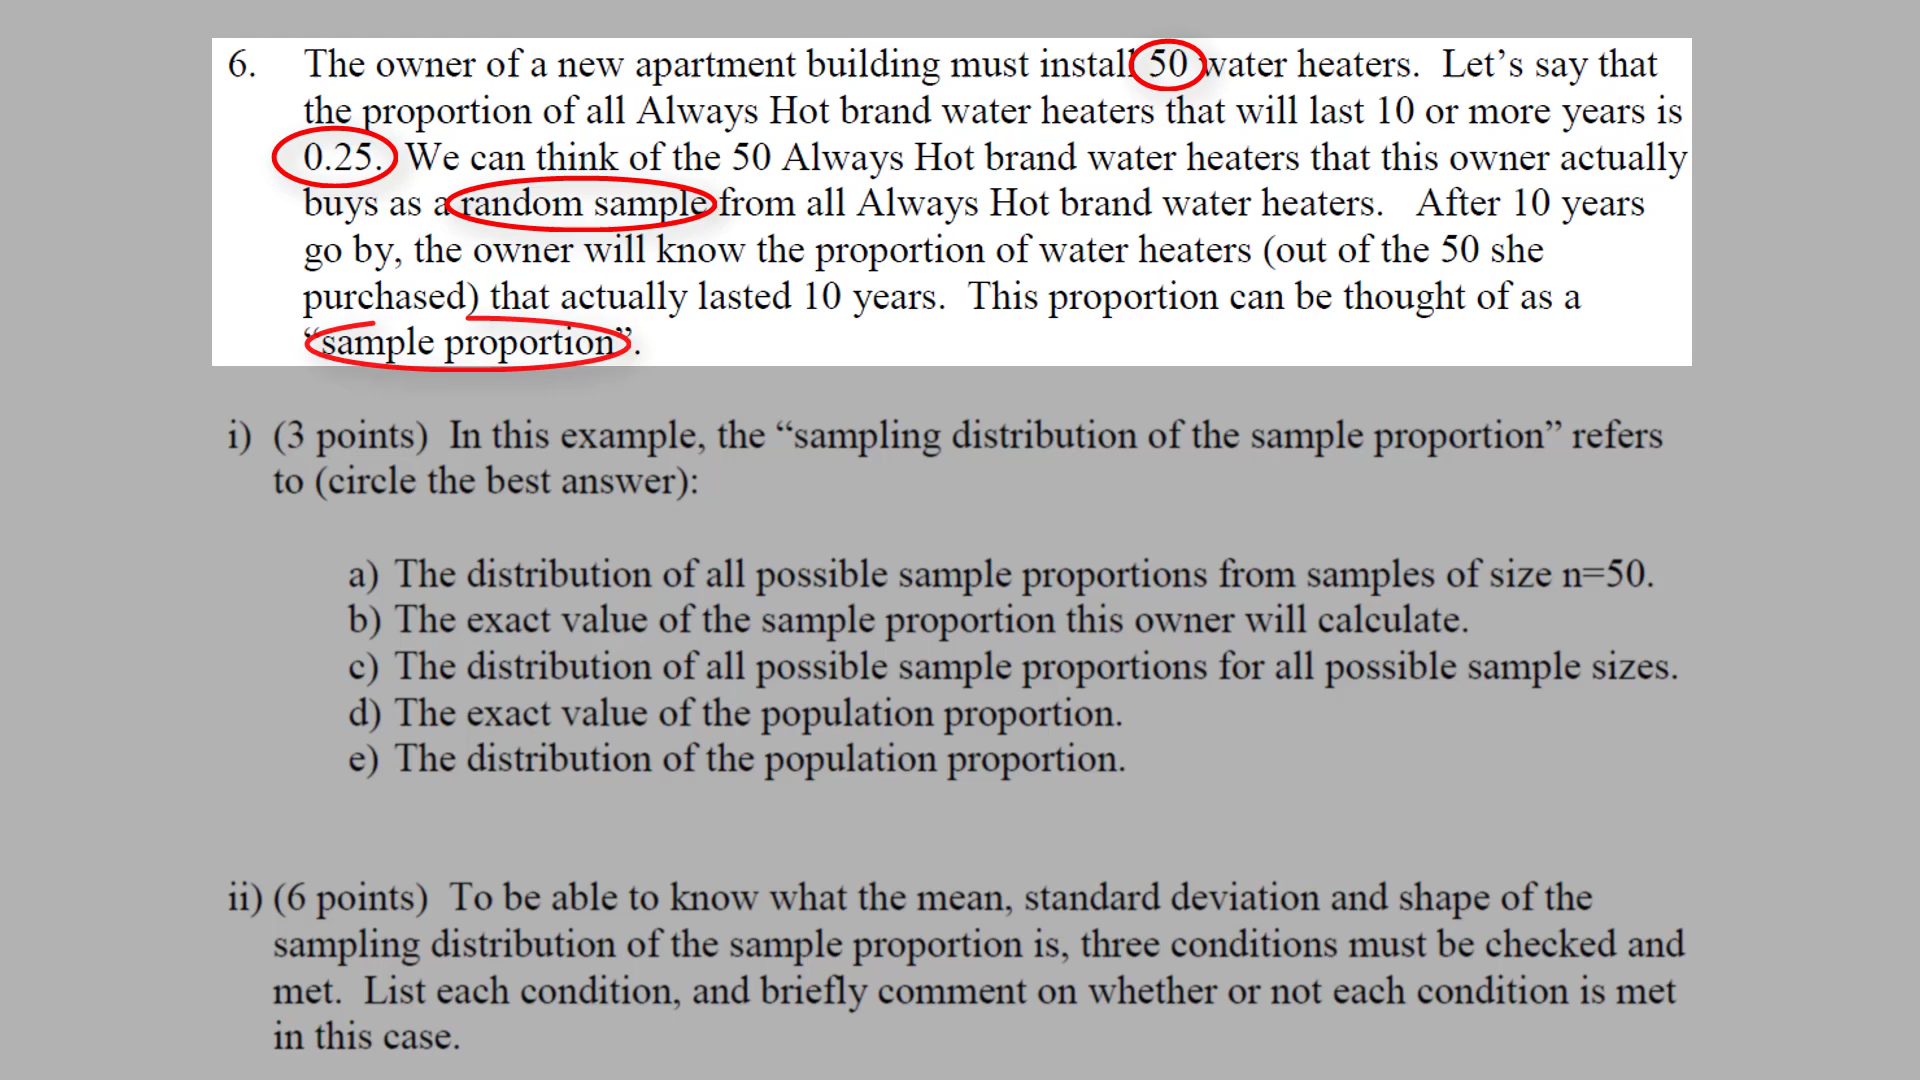 6. The owner of a new apartment building must install 50 water heaters. Let’s say that
the proportion of all Always Hot brand water heaters that will last 10 or more years is
0.25. We can think of the 50 Always Hot brand water heaters that this owner actually
buys as a random sample from all Always Hot brand water heaters. After 10 years
go by, the owner will know the proportion of water heaters (out of the 50 she
purchased) that actually lasted 10 years. This proportion can be thought of as a
“sample proportion”.
i) (3 points) In this example, the “sampling distribution of the sample proportion” refers
to (circle the best answer):
a) The distribution of all possible sample proportions from samples of size n=50.
b) The exact value of the sample proportion this owner will calculate.
c) The distribution of all possible sample proportions for all possible sample sizes.
d) The exact value of the population proportion.
e) The distribution of the population proportion.
ii) (6 points) To be able to know what the mean, standard deviation and shape of the
sampling distribution of the sample proportion is, three conditions must be checked and
met. List each condition, and briefly comment on whether or not each condition is met
in this case.